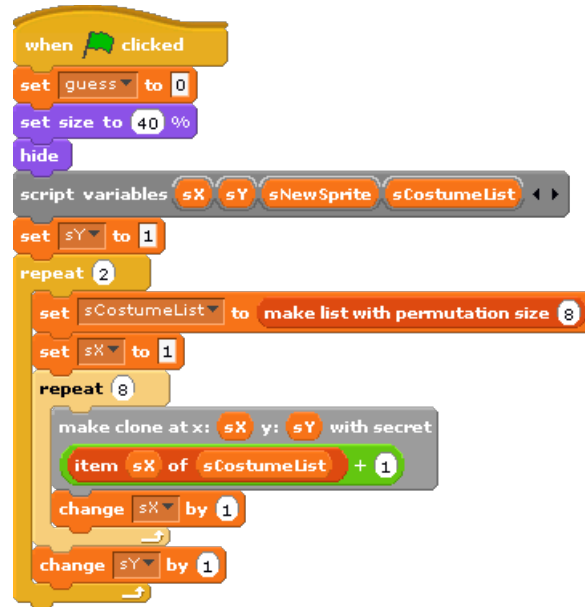 when clicked
set guess to 0
set size to 40 %
hide
script variables sX sY sNewSprite sCostumeList
set sY to 1
repeat 2
set sCostumeList to make list with permutation size 8
set sX to 1
repeat 8
make clone at x: sX y: sY with secret
item sX of sCostumeList + 1
change sX by 1
change sY by 1